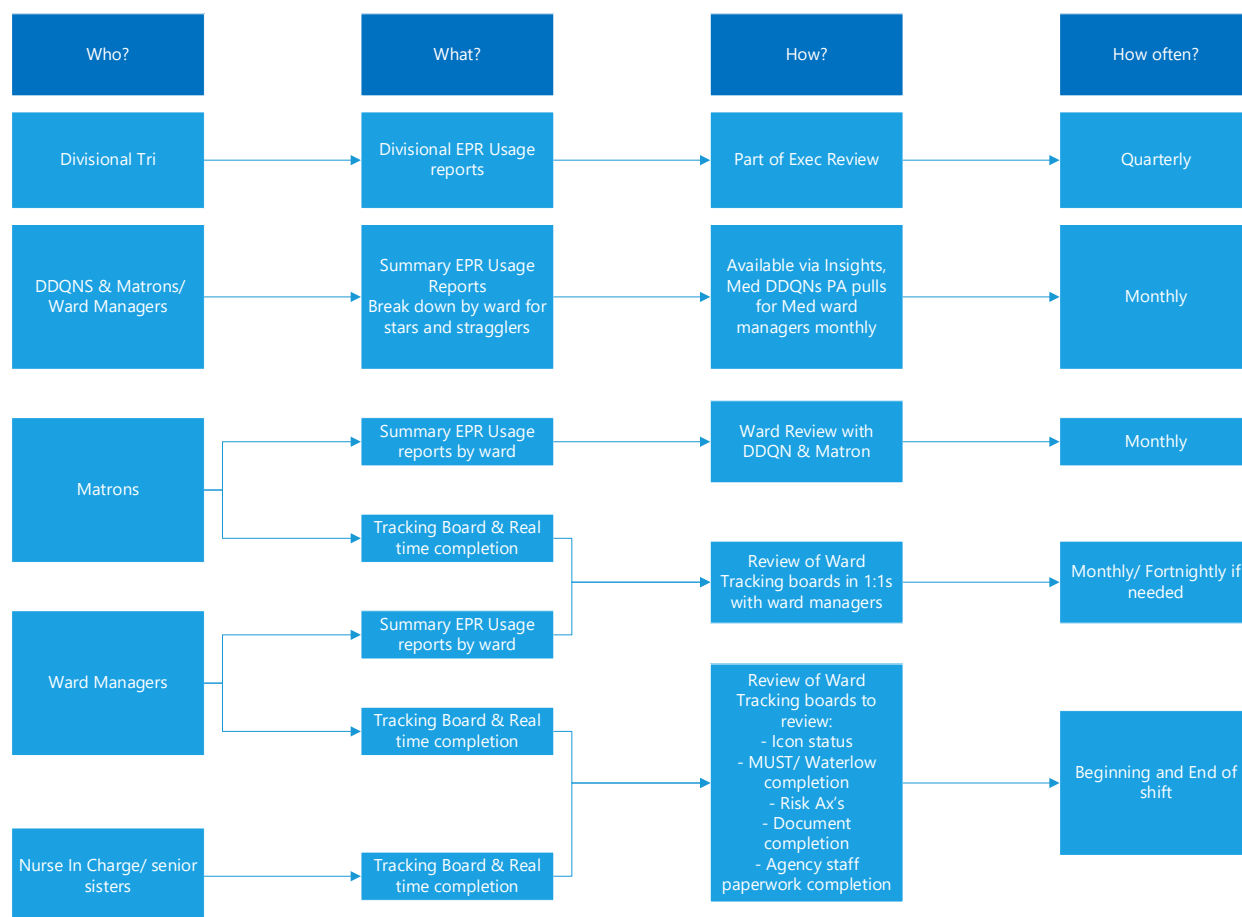 Who?
What?
How?
How often?
Divisional Tri
Divisional EPR Usage
reports
Part of Exec Review
Quarterly
DDQNS & Matrons/
Ward Managers
Summary EPR Usage
Reports
Break down by ward for
stars and stragglers
Available via Insights,
Med DDQNs PA pulls
for Med ward
managers monthly
Monthly
Matrons
Summary EPR Usage
reports by ward
Ward Review with
DDQN & Matron
Monthly
Tracking Board & Real
time completion
Review of Ward
Tracking boards in 1:1s
with ward managers
Monthly/ Fortnightly if
needed
Ward Managers
Summary EPR Usage
reports by ward
Tracking Board & Real
time completion
Review of Ward
Tracking boards to
review:
- Icon status
- MUST/ Waterlow
completion
- Risk Ax's
- Document
completion
- Agency staff
paperwork completion
Beginning and End of
shift
Nurse In Charge/ senior
sisters
Tracking Board & Real
time completion